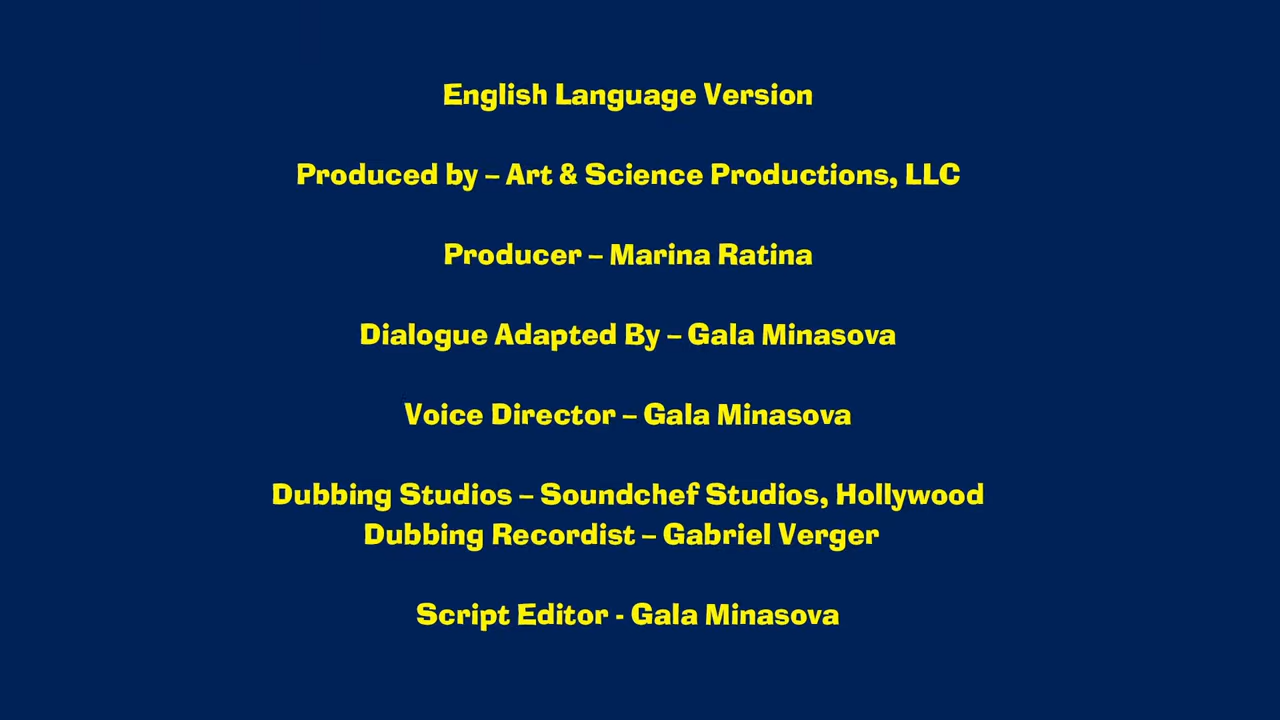 English Language Version
Produced by – Art & Science Productions, LLC
Producer – Marina Ratina
Dialogue Adapted By – Gala Minasova
Voice Director – Gala Minasova
Dubbing Studios – Soundchef Studios, Hollywood
Dubbing Recordist – Gabriel Verger
Script Editor - Gala Minasova